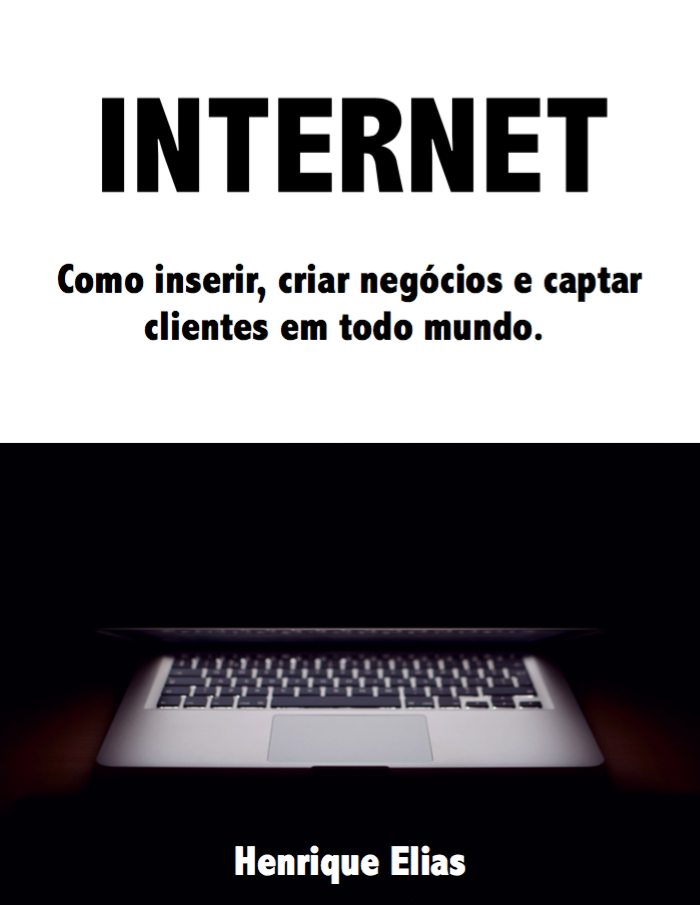 INTERNET
Como inserir, criar negócios e captar
clientes em todo mundo.
Henrique Elias